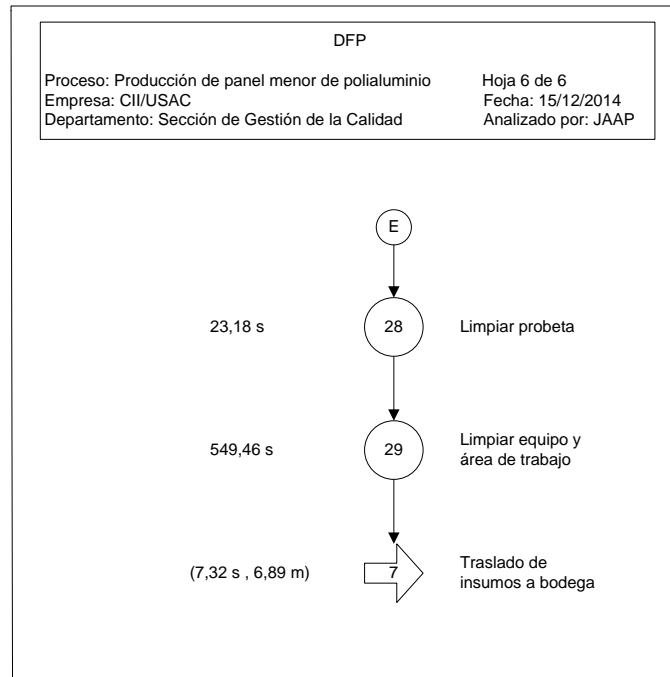 DFP
Proceso: Producción de panel menor de polialuminio Hoja 6 de 6
Empresa: CII/USAC Fecha: 15/12/2014
Departamento: Sección de Gestión de la Calidad Analizado por: JAAP
E
23,18 s 28 Limpiar probeta
549,46 s 29 Limpiar equipo y
área de trabajo
(7,32 s , 6,89 m) 7 Traslado de
insumos a bodega